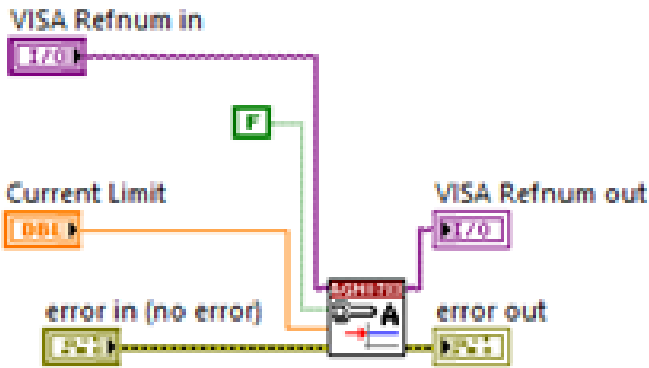 VISA Refnum in
I/O
F
Current Limit
DBL
VISA Refnum out
I/O
A
error in (no error)
error out